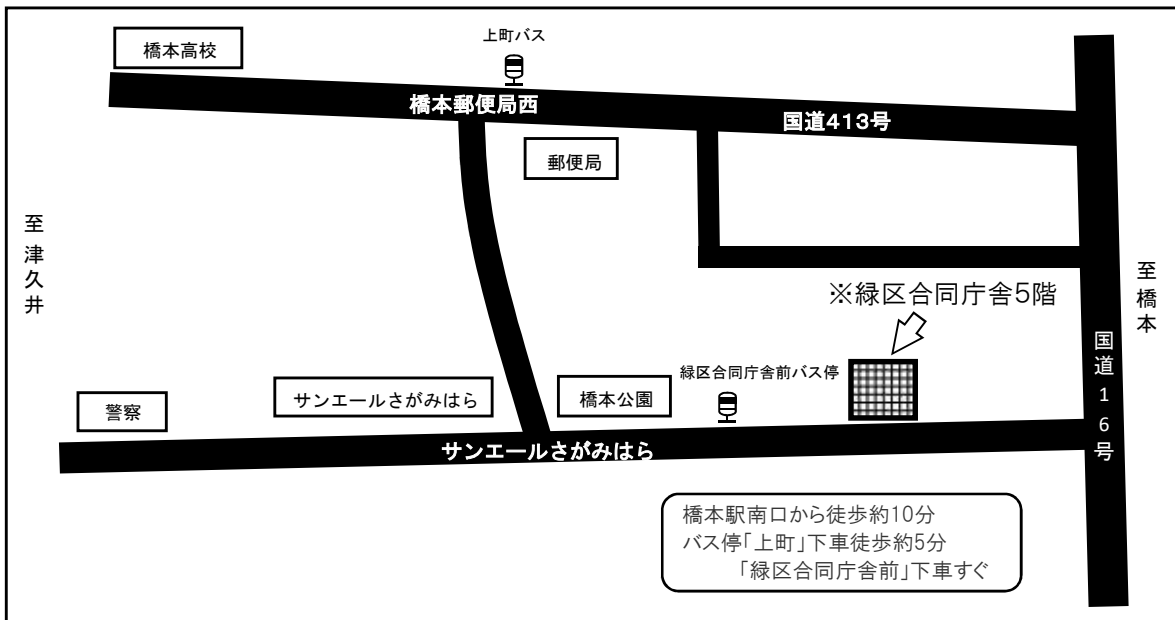 上町バス
橋本高校
橋本郵便局西
国道413号
郵便局
至津久井
至橋本
※緑区合同庁舎5階
国道16号
緑区合同庁舎前バス停
警察
サンエールさがみはら
橋本公園
サンエールさがみはら
橋本駅南口から徒歩約10分
バス停「上町」下車徒歩約5分
「緑区合同庁舎前」下車すぐ